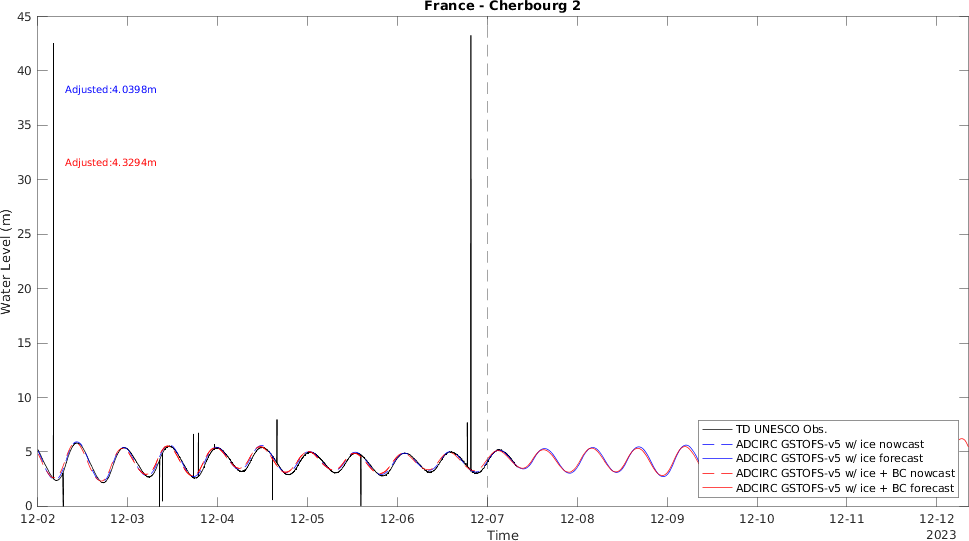 France - Cherbourg 2
45
40
35
30
25
20
15
10
5
0
Water Level (m)
Adjusted:4.0398m
Adjusted:4.3294m
TD UNESCO Obs.
ADCIRC GSTOFS-v5 w/ ice nowcast
ADCIRC GSTOFS-v5 w/ ice forecast
ADCIRC GSTOFS-v5 w/ ice + BC nowcast
ADCIRC GSTOFS-v5 w/ ice + BC forecast
12-02 12-03 12-04 12-05 12-06 12-07 12-08 12-09 12-10 12-11 12-12
2023
Time